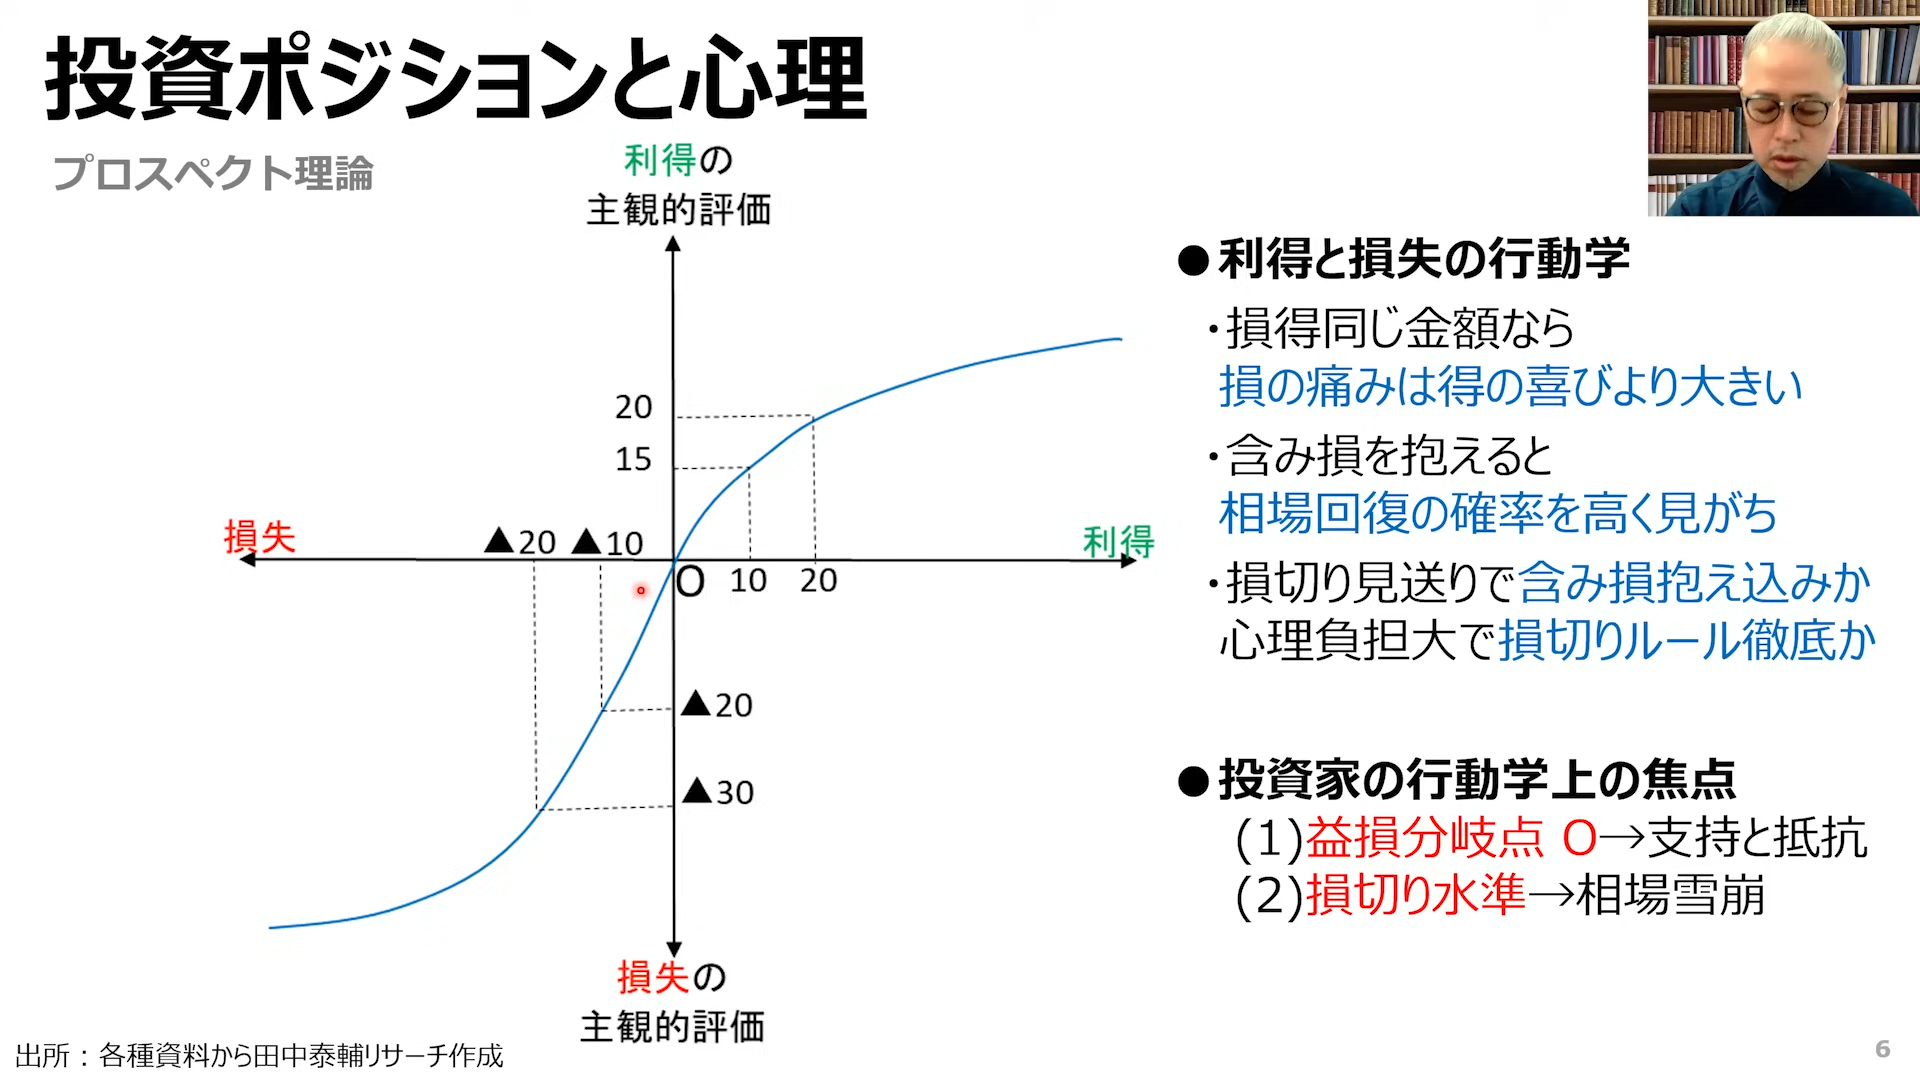 投資ポジションと心理
プロスペクト理論
利得の
主観的評価
20
15
損失
▲20
▲10
利得
O
10
20
▲20
▲30
損失の
主観的評価
●利得と損失の行動学
・損得同じ金額なら
損の痛みは得の喜びより大きい
・含み損を抱えると
相場回復の確率を高く見がち
・損切り見送りで含み損抱え込みか
心理負担大で損切りルール徹底か
●投資家の行動学上の焦点
(1)益損分岐点 O→支持と抵抗
(2)損切り水準→相場雪崩
出所：各種資料から田中泰輔リサーチ作成
6